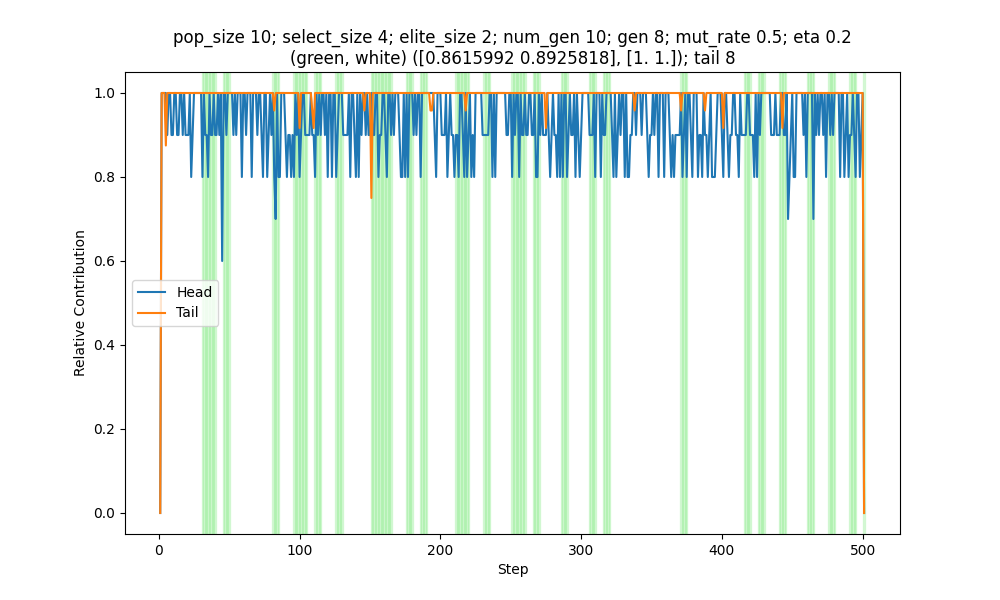 pop_size 10; select_size 4; elite_size 2; num_gen 10; gen 8; mut_rate 0.5; eta 0.2
(green, white) ([0.8615992 0.8925818], [1. 1.]); tail 8
1.0
0.8
0.6
0.4
0.2
0.0
Relative Contribution
Head
Tail
0
100
200
300
400
500
Step